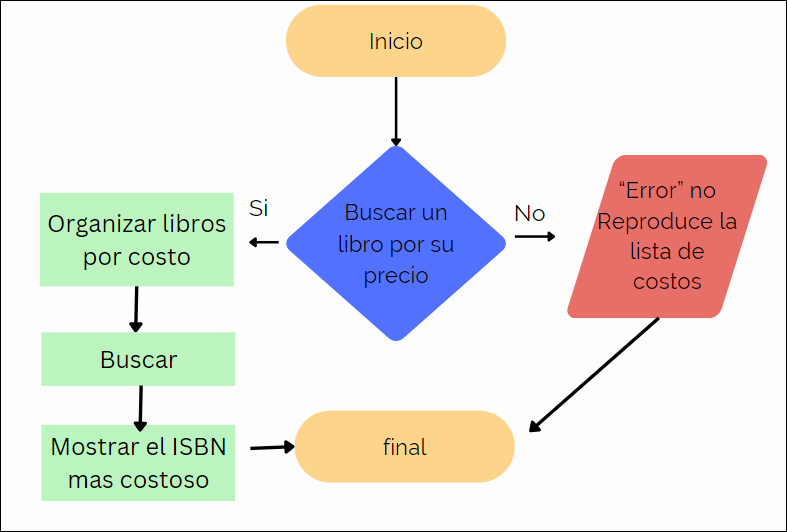 Inicio
Buscar un
libro por su
precio
Si
No
Organizar libros
por costo
“Error” no
Reproduce la
lista de
costos
Buscar
Mostrar el ISBN
mas costoso
final